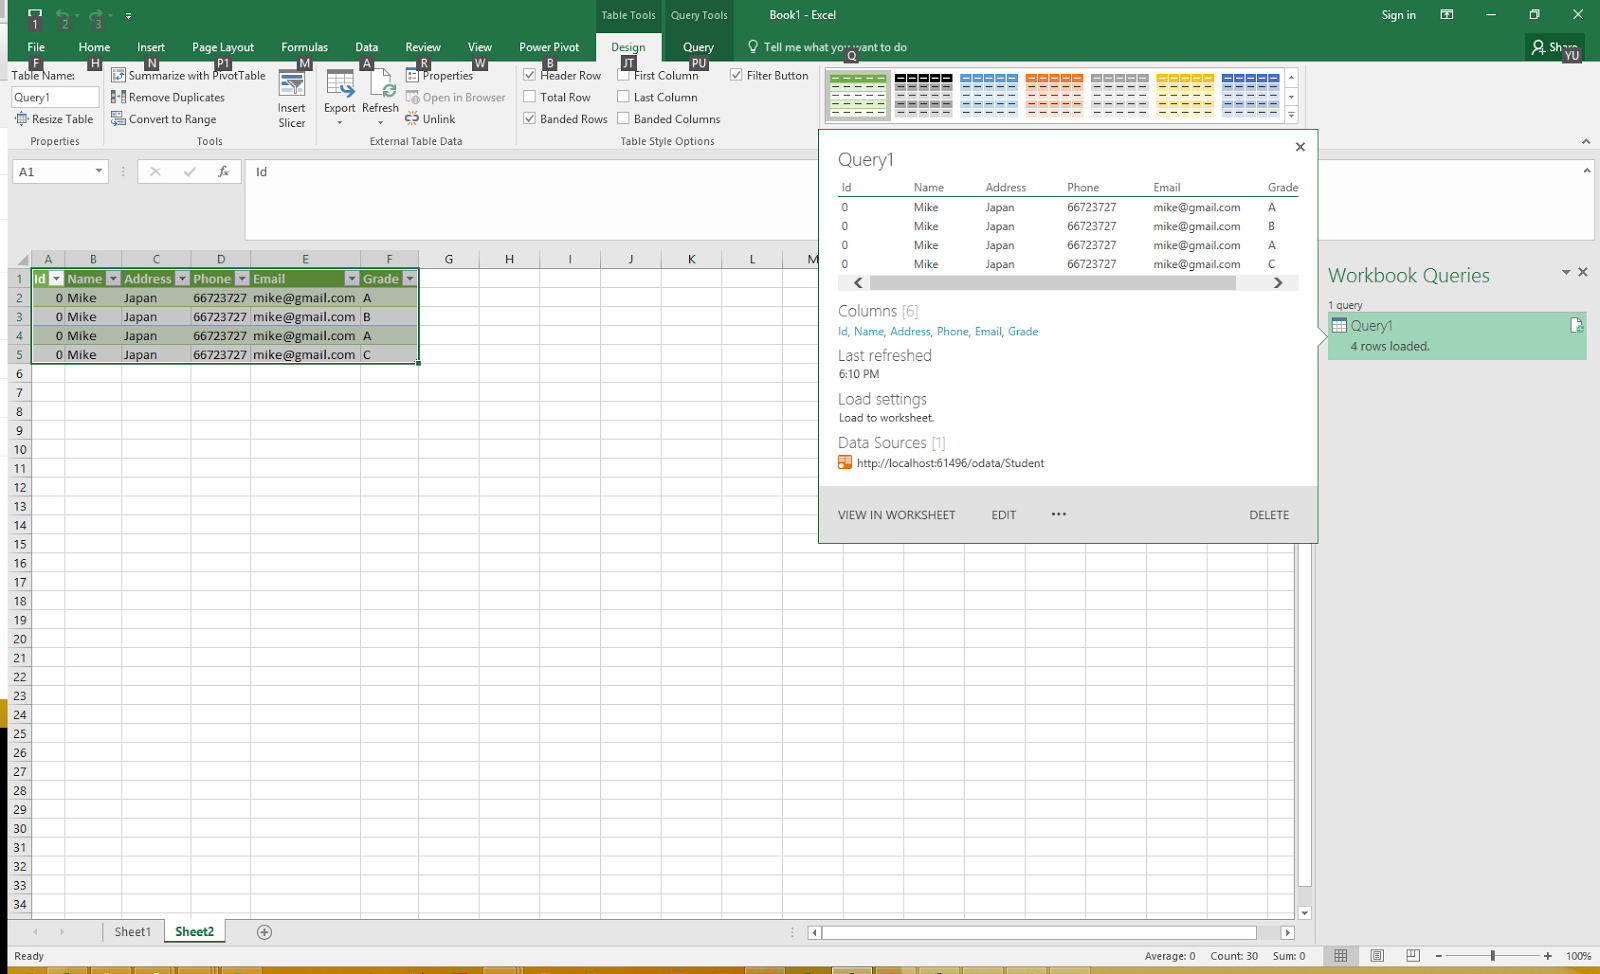 1 2 3
Table Tools Query Tools Book1 - Excel Sign in
File Home Insert Page Layout Formulas Data Review View Power Pivot Design Query Tell me what you want to do Share
F H N P1 M A R W B JT PU Q YU
Table Name:
Query1
Resize Table
Properties
Summarize with PivotTable
Remove Duplicates
Convert to Range
Tools
Insert
Slicer
Export Refresh
Properties
Open in Browser
Unlink
External Table Data
Header Row First Column Filter Button
Total Row Last Column
Banded Rows Banded Columns
Table Style Options
A1 fx Id
A B C D E F G H I J K L M
1 Id Name Address Phone Email Grade
2 0 Mike Japan 66723727 mike@gmail.com A
3 0 Mike Japan 66723727 mike@gmail.com B
4 0 Mike Japan 66723727 mike@gmail.com A
5 0 Mike Japan 66723727 mike@gmail.com C
6
7
8
9
10
11
12
13
14
15
16
17
18
19
20
21
22
23
24
25
26
27
28
29
30
31
32
33
34
Query1
Id Name Address Phone Email Grade
0 Mike Japan 66723727 mike@gmail.com A
0 Mike Japan 66723727 mike@gmail.com B
0 Mike Japan 66723727 mike@gmail.com A
0 Mike Japan 66723727 mike@gmail.com C
Columns [6]
Id, Name, Address, Phone, Email, Grade
Last refreshed
6:10 PM
Load settings
Load to worksheet.
Data Sources [1]
http://localhost:61496/odata/Student
VIEW IN WORKSHEET EDIT ••• DELETE
Workbook Queries
1 query
Query1
4 rows loaded.
Sheet1 Sheet2
Ready Average: 0 Count: 30 Sum: 0 100%